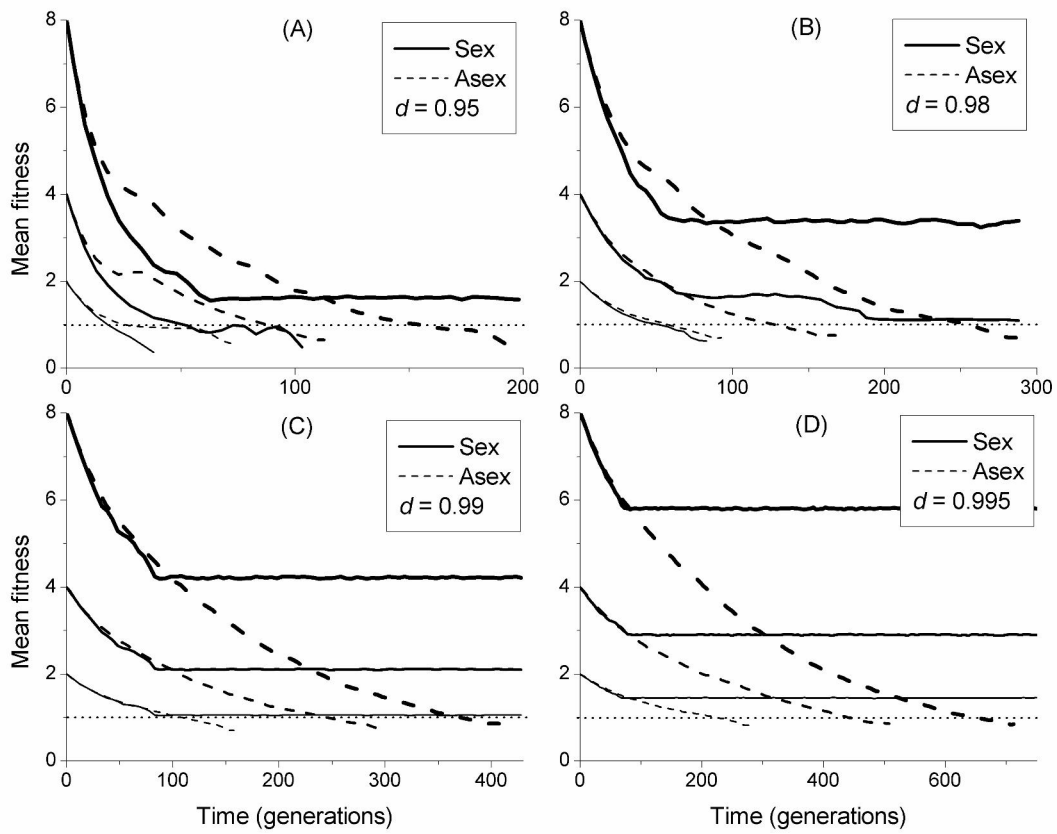 (A)
Sex
Asex
d = 0.95
8
6
4
2
0
0 100 200
Mean fitness
(B)
Sex
Asex
d = 0.98
8
6
4
2
0
0 100 200 300
(C)
Sex
Asex
d = 0.99
8
6
4
2
0
0 100 200 300 400
Mean fitness
Time (generations)
(D)
Sex
Asex
d = 0.995
8
6
4
2
0
0 200 400 600
Time (generations)